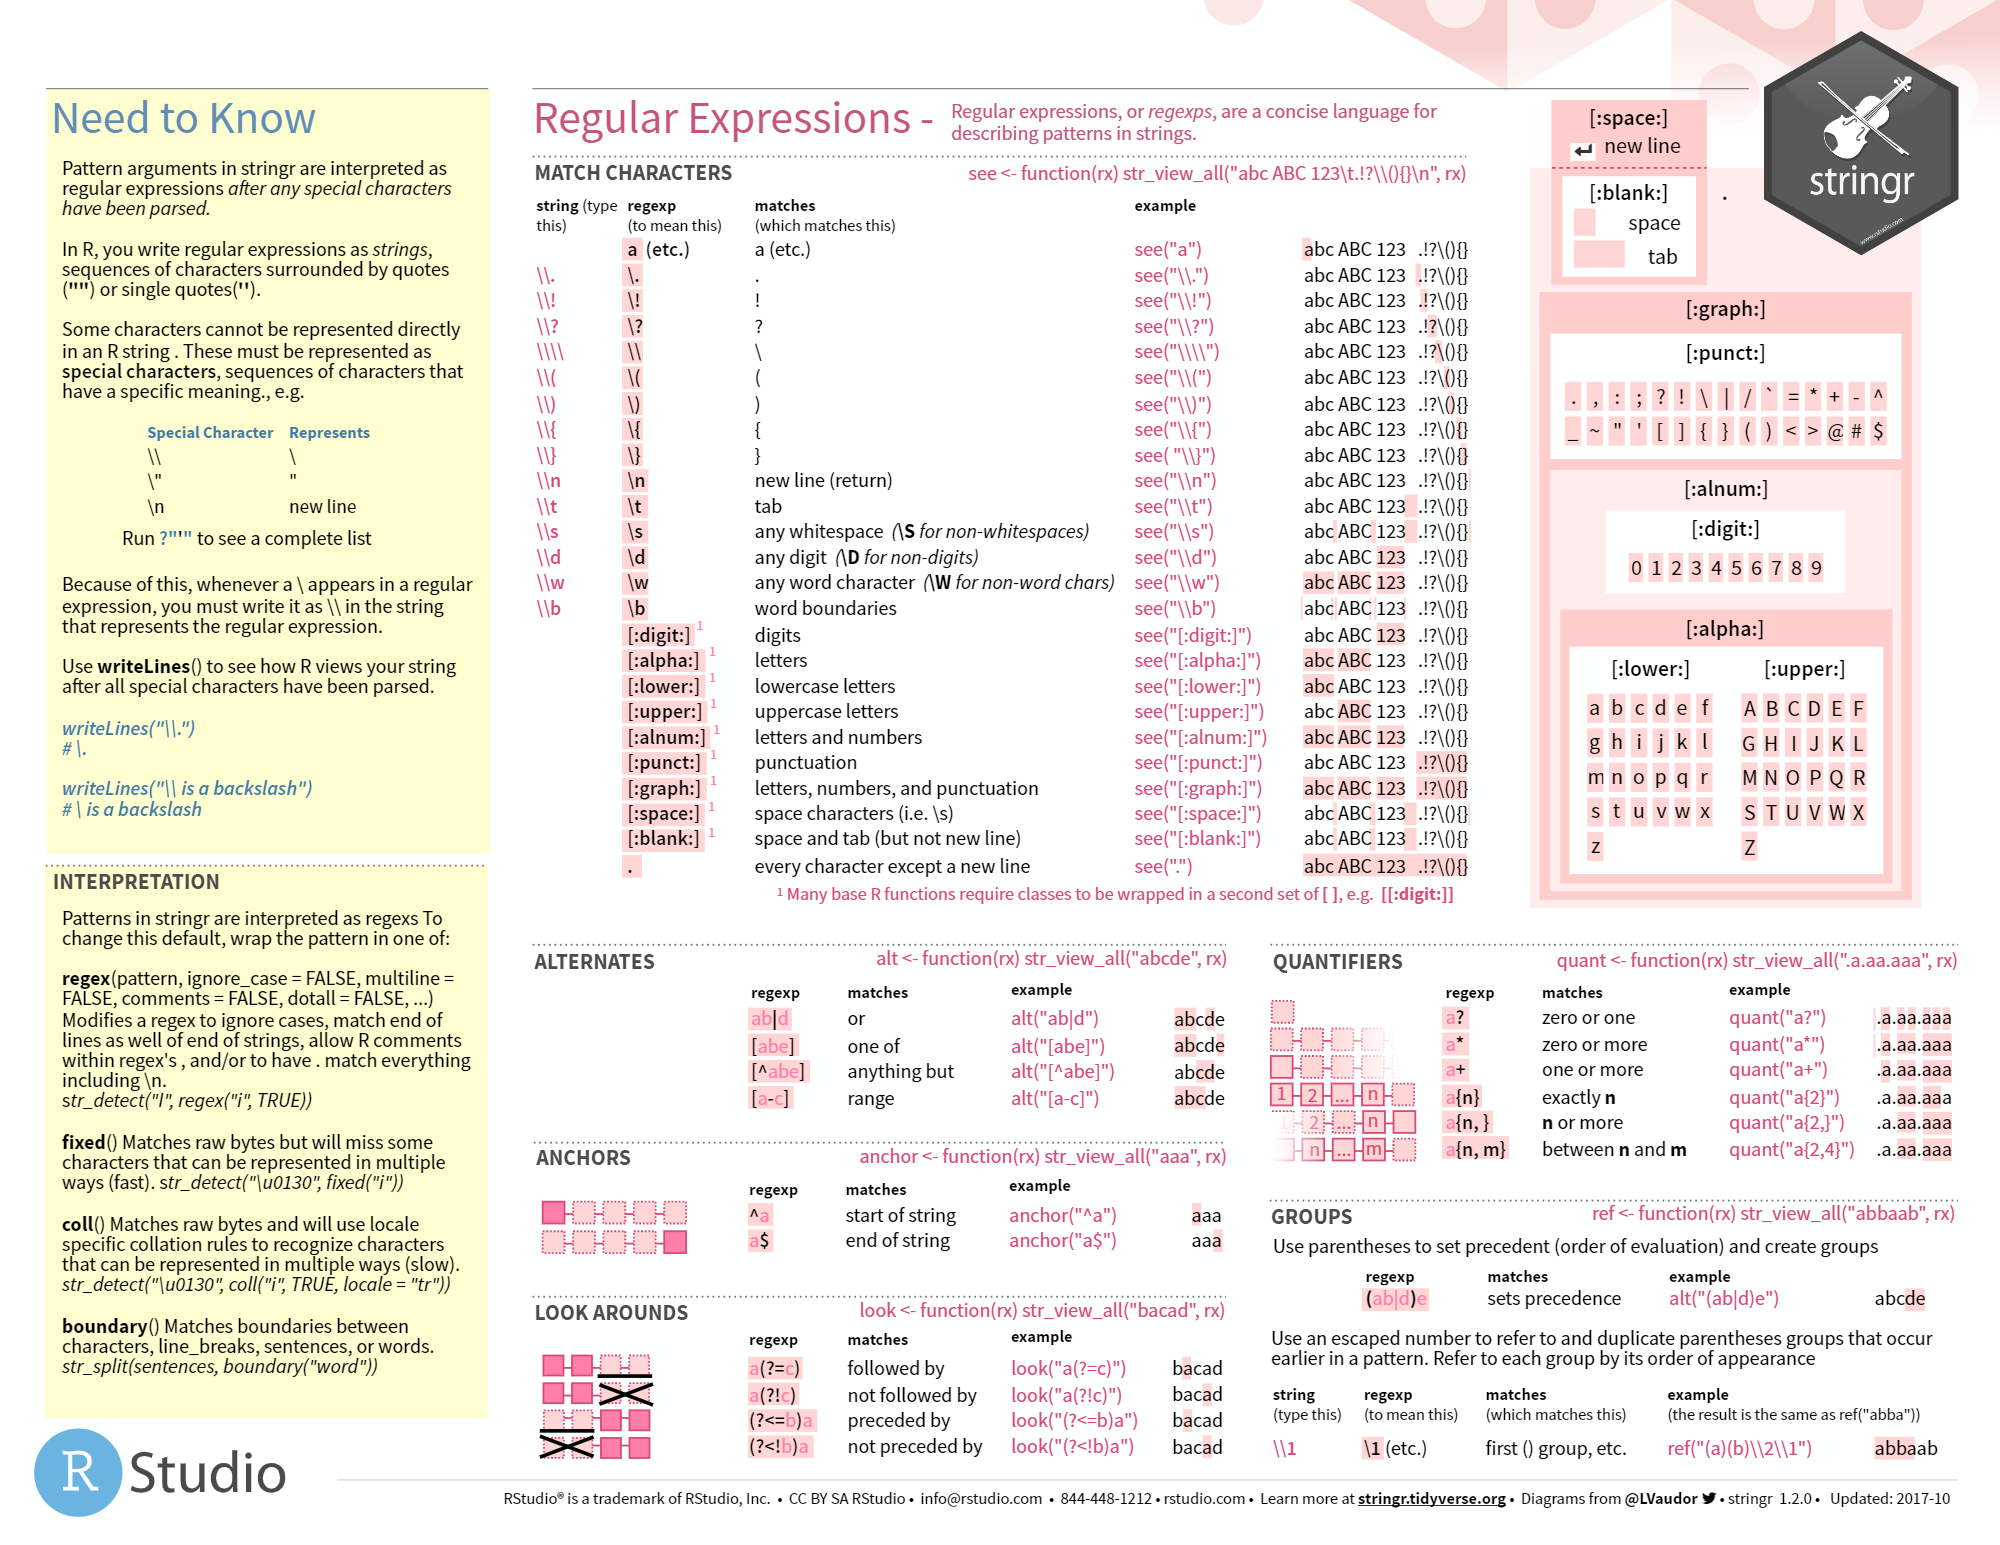 Need to Know
Pattern arguments in stringr are interpreted as
regular expressions after any special characters
have been parsed.
In R, you write regular expressions as strings,
sequences of characters surrounded by quotes
("") or single quotes('').
Some characters cannot be represented directly
in an R string . These must be represented as
special characters, sequences of characters that
have a specific meaning., e.g.
Special Character Represents
\\ \
\" "
\n new line
Run ?"'" to see a complete list
Because of this, whenever a \ appears in a regular
expression, you must write it as \\ in the string
that represents the regular expression.
Use writeLines() to see how R views your string
after all special characters have been parsed.
writeLines("\\.")
# \.
writeLines("\\ is a backslash")
# \ is a backslash
INTERPRETATION
Patterns in stringr are interpreted as regexs To
change this default, wrap the pattern in one of:
regex(pattern, ignore_case = FALSE, multiline =
FALSE, comments = FALSE, dotall = FALSE, ...)
Modifies a regex to ignore cases, match end of
lines as well of end of strings, allow R comments
within regex's , and/or to have . match everything
including \n.
str_detect("I", regex("i", TRUE))
fixed() Matches raw bytes but will miss some
characters that can be represented in multiple
ways (fast). str_detect("\u0130", fixed("i"))
coll() Matches raw bytes and will use locale
specific collation rules to recognize characters
that can be represented in multiple ways (slow).
str_detect("\u0130", coll("i", TRUE, locale = "tr"))
boundary() Matches boundaries between
characters, line_breaks, sentences, or words.
str_split(sentences, boundary("word"))
Regular Expressions -
Regular expressions, or regexps, are a concise language for
describing patterns in strings.
MATCH CHARACTERS see <- function(rx) str_view_all("abc ABC 123\t.!?\\(){}\n", rx)
string (type regexp matches example
this) (to mean this) (which matches this)
a (etc.) a (etc.) see("a") abc ABC 123 .!?\(){}
\\. \. . see("\\.") abc ABC 123 .!?\(){}
\\! \! ! see("\\!") abc ABC 123 .!?\(){}
\\? \? ? see("\\?") abc ABC 123 .!?\(){}
\\\\ \\ \ see("\\\\") abc ABC 123 .!?\(){}
\\( \( ( see("\\(") abc ABC 123 .!?\(){}
\\) \) ) see("\\)") abc ABC 123 .!?\(){}
\\{ \{ { see("\\{") abc ABC 123 .!?\(){}
\\} \} } see( "\\}") abc ABC 123 .!?\(){}
\\n \n new line (return) see("\\n") abc ABC 123 .!?\(){}
\\t \t tab see("\\t") abc ABC 123 .!?\(){}
\\s \s any whitespace (\S for non-whitespaces) see("\\s") abc ABC 123 .!?\(){}
\\d \d any digit (\D for non-digits) see("\\d") abc ABC 123 .!?\(){}
\\w \w any word character (\W for non-word chars) see("\\w") abc ABC 123 .!?\(){}
\\b \b word boundaries see("\\b") abc ABC 123 .!?\(){}
[:digit:] 1 digits see("[:digit:]") abc ABC 123 .!?\(){}
[:alpha:] 1 letters see("[:alpha:]") abc ABC 123 .!?\(){}
[:lower:] 1 lowercase letters see("[:lower:]") abc ABC 123 .!?\(){}
[:upper:] 1 uppercase letters see("[:upper:]") abc ABC 123 .!?\(){}
[:alnum:] 1 letters and numbers see("[:alnum:]") abc ABC 123 .!?\(){}
[:punct:] 1 punctuation see("[:punct:]") abc ABC 123 .!?\(){}
[:graph:] 1 letters, numbers, and punctuation see("[:graph:]") abc ABC 123 .!?\(){}
[:space:] 1 space characters (i.e. \s) see("[:space:]") abc ABC 123 .!?\(){}
[:blank:] 1 space and tab (but not new line) see("[:blank:]") abc ABC 123 .!?\(){}
. every character except a new line see(".") abc ABC 123 .!?\(){}
1 Many base R functions require classes to be wrapped in a second set of [ ], e.g. [[:digit:]]
[:space:]
new line
[:blank:] .
space
tab
[:graph:]
[:punct:]
. , : ; ? ! \ | / ` = * + - ^
_ ~ " ' [ ] { } ( ) < > @ # $
[:alnum:]
[:digit:]
0 1 2 3 4 5 6 7 8 9
[:alpha:]
[:lower:] [:upper:]
a b c d e f A B C D E F
g h i j k l G H I J K L
m n o p q r M N O P Q R
s t u v w x S T U V W X
z Z
stringr
www.rstudio.com
ALTERNATES alt <- function(rx) str_view_all("abcde", rx)
regexp matches example
ab|d or alt("ab|d") abcde
[abe] one of alt("[abe]") abcde
[^abe] anything but alt("[^abe]") abcde
[a-c] range alt("[a-c]") abcde
ANCHORS anchor <- function(rx) str_view_all("aaa", rx)
regexp matches example
^a start of string anchor("^a") aaa
a$ end of string anchor("a$") aaa
LOOK AROUNDS look <- function(rx) str_view_all("bacad", rx)
regexp matches example
a(?=c) followed by look("a(?=c)") bacad
a(?!c) not followed by look("a(?!c)") bacad
(?<=b)a preceded by look("(?<=b)a") bacad
(?<!b)a not preceded by look("(?<!b)a") bacad
QUANTIFIERS quant <- function(rx) str_view_all(".a.aa.aaa", rx)
regexp matches example
a? zero or one quant("a?") .a.aa.aaa
a* zero or more quant("a*") .a.aa.aaa
a+ one or more quant("a+") .a.aa.aaa
1 2 ... n a{n} exactly n quant("a{2}") .a.aa.aaa
1 2 ... n a{n, } n or more quant("a{2,}") .a.aa.aaa
n ... m a{n, m} between n and m quant("a{2,4}") .a.aa.aaa
GROUPS ref <- function(rx) str_view_all("abbaab", rx)
Use parentheses to set precedent (order of evaluation) and create groups
regexp matches example
(ab|d)e sets precedence alt("(ab|d)e") abcde
Use an escaped number to refer to and duplicate parentheses groups that occur
earlier in a pattern. Refer to each group by its order of appearance
string regexp matches example
(type this) (to mean this) (which matches this) (the result is the same as ref("abba"))
\\1 \1 (etc.) first () group, etc. ref("(a)(b)\\2\\1") abbaab
R Studio
RStudio® is a trademark of RStudio, Inc. • CC BY SA RStudio • info@rstudio.com • 844-448-1212 • rstudio.com • Learn more at stringr.tidyverse.org • Diagrams from @LVaudor • stringr 1.2.0 • Updated: 2017-10